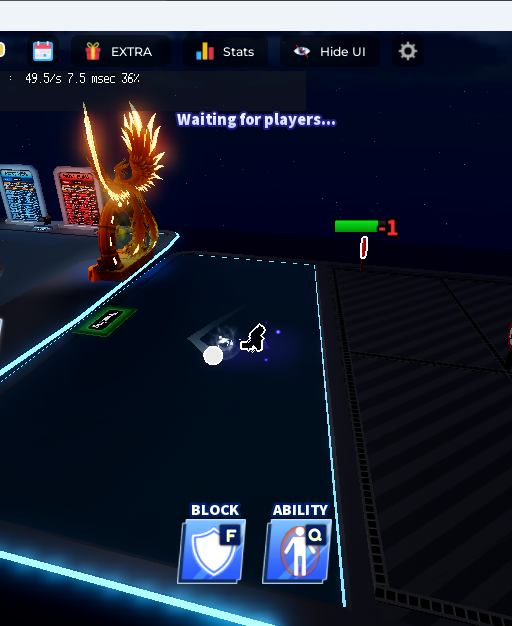 EXTRA
Stats
Hide UI
: 49.5/s 7.5 msec 36%
Waiting for players...
-1
BLOCK
ABILITY
F
Q